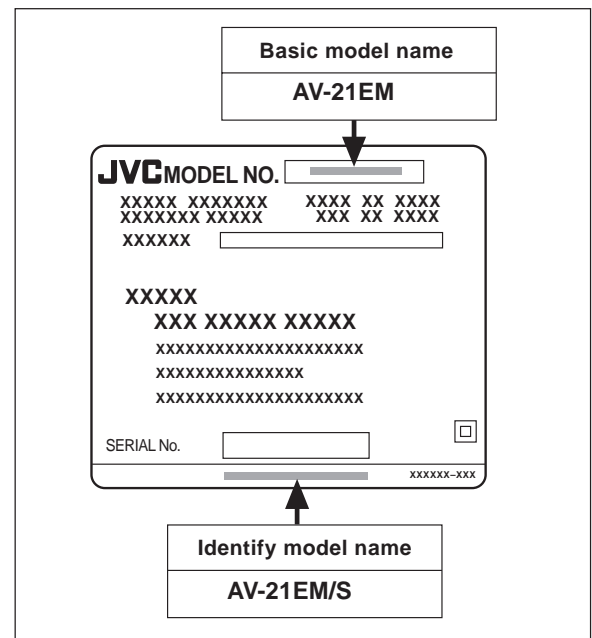 Basic model name
AV-21EM
JVC MODEL NO.
XXXXX XXXXXXX XXXX XX XXXX
XXXXXXX XXXXX XXX XX XXXX
XXXXXX
XXXXX
XXX XXXXX XXXXX
XXXXXXXXXXXXXXXXXXXXX
XXXXXXXXXXXXXXX
XXXXXXXXXXXXXXXXXXXXX
SERIAL No.
XXXXXX–XXX
Identify model name
AV-21EM/S